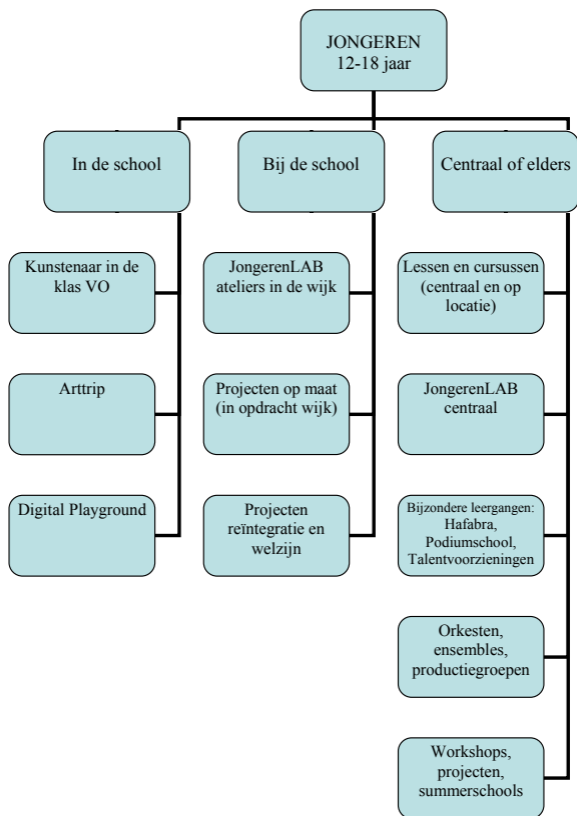 JONGEREN
12-18 jaar
In de school
Bij de school
Centraal of elders
Kunstenaar in de
klas VO
JongerenLAB
ateliers in de wijk
Lessen en cursussen
(centraal en op
locatie)
Arttrip
Projecten op maat
(in opdracht wijk)
JongerenLAB
centraal
Digital Playground
Projecten
reïntegratie en
welzijn
Bijzondere leergangen:
Hafabra,
Podiumschool,
Talentvoorzieningen
Orkesten,
ensembles,
productiegroepen
Workshops,
projecten,
summerschools